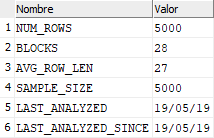 Nombre Valor
1 NUM_ROWS 5000
2 BLOCKS 28
3 AVG_ROW_LEN 27
4 SAMPLE_SIZE 5000
5 LAST_ANALYZED 19/05/19
6 LAST_ANALYZED_SINCE 19/05/19